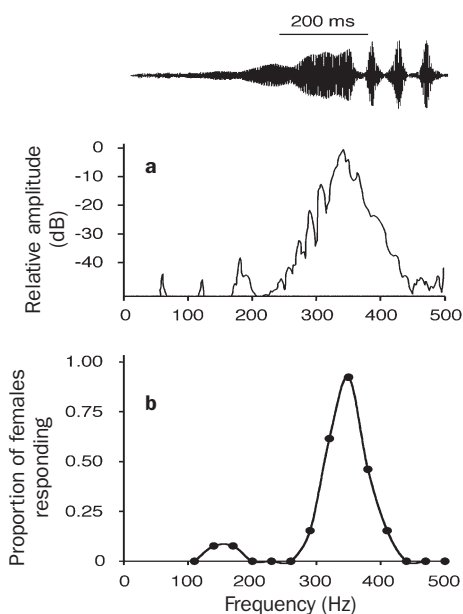 200 ms
a
Relative amplitude
(dB)
0
-10
-20
-30
-40
0
100
200
300
400
500
b
Proportion of females
responding
1.00
0.75
0.50
0.25
0
0
100
200
300
400
500
Frequency (Hz)